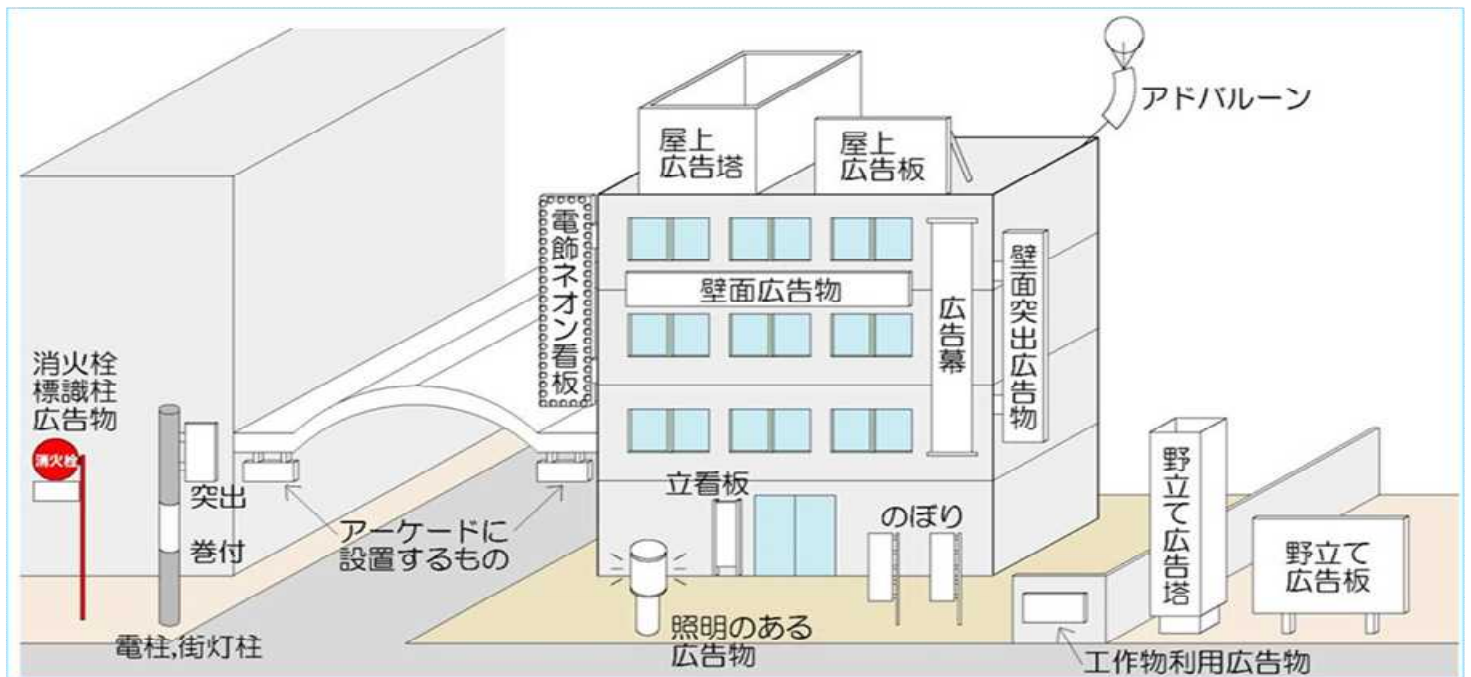 アドバルーン
屋上
広告塔
屋上
広告板
電飾ネオン看板
壁面広告物
広告幕
壁面突出広告物
消火栓
標識柱
広告物
消火栓
突出
巻付
電柱,街灯柱
アーケードに
設置するもの
立看板
のぼり
照明のある
広告物
野立て広告塔
野立て
広告板
工作物利用広告物